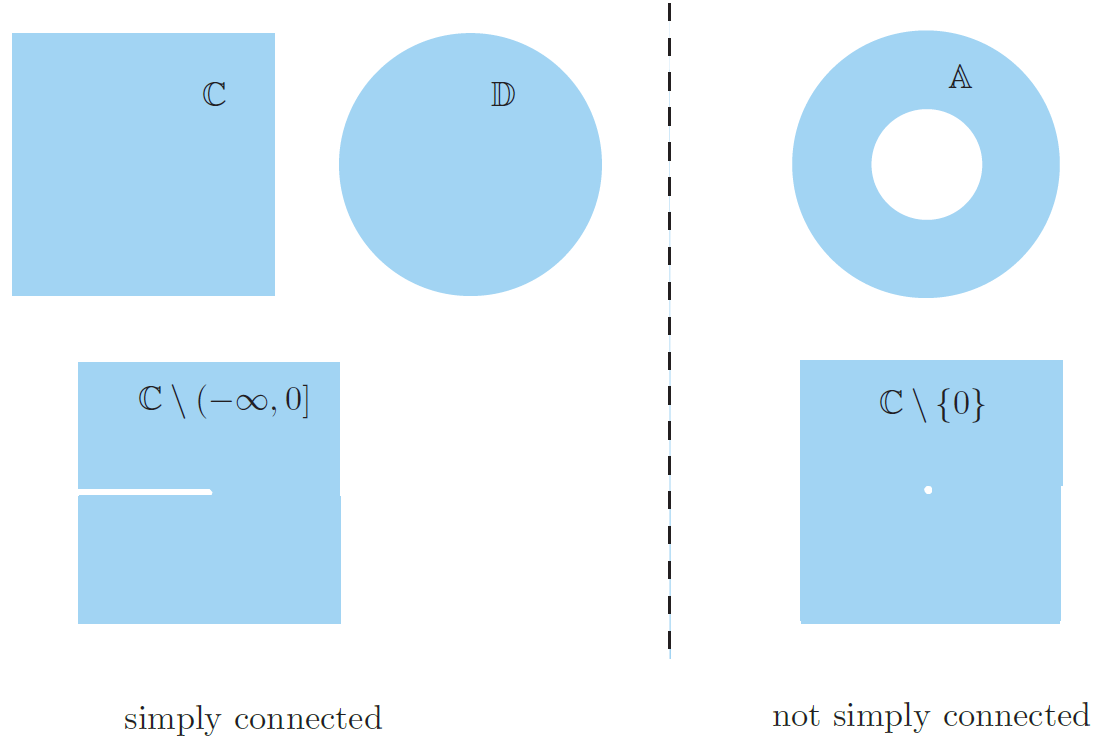 ℂ
𝔻
𝔸
ℂ \ (−∞, 0]
ℂ \ {0}
simply connected
not simply connected